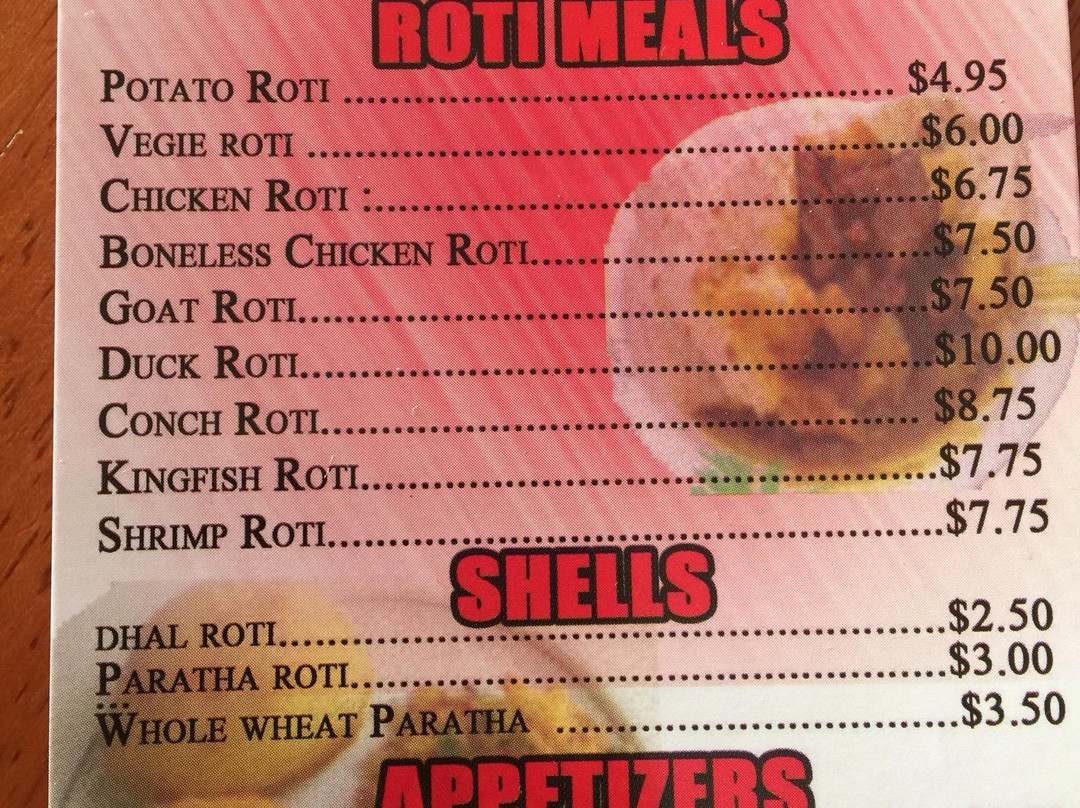 ROTI MEALS
POTATO ROTI ........................................................ $4.95
VEGIE ROTI ..............................................................$6.00
CHICKEN ROTI :.........................................................$6.75
BONELESS CHICKEN ROTI........................................$7.50
GOAT ROTI...............................................................$7.50
DUCK ROTI...............................................................$10.00
CONCH ROTI............................................................ $8.75
KINGFISH ROTI.........................................................$7.75
SHRIMP ROTI............................................................$7.75
SHELLS
DHAL ROTI..................................................................$2.50
PARATHA ROTI...........................................................$3.00
...
WHOLE WHEAT PARATHA ........................................$3.50
APPETIZERS